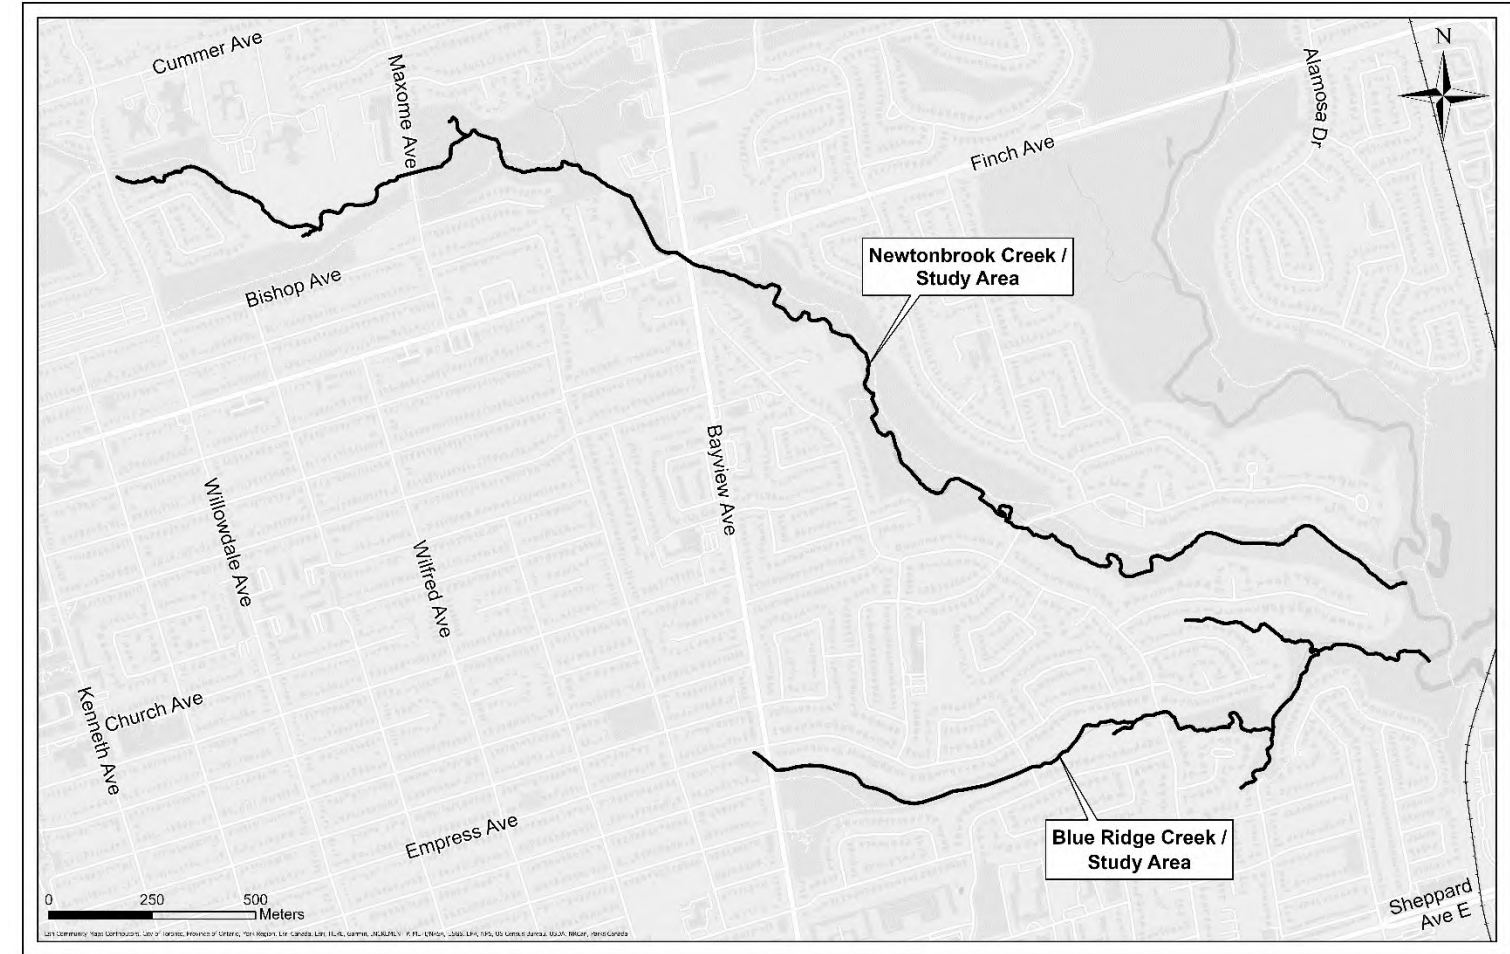 Cummer Ave
Maxome Ave
Alamosa Dr
N
Finch Ave
Newtonbrook Creek /
Study Area
Bishop Ave
Bayview Ave
Willowdale Ave
Wilfred Ave
Kenneth Ave
Church Ave
Empress Ave
Blue Ridge Creek /
Study Area
Sheppard
Ave E
0 250 500
Meters